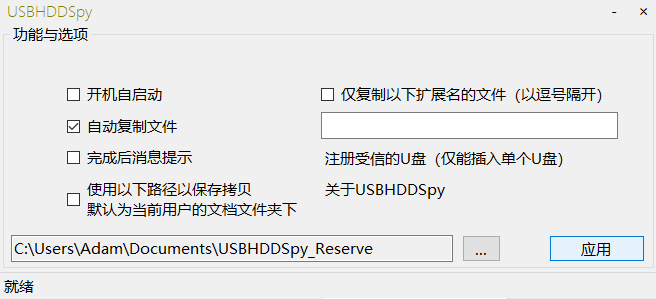 USBHDDSpy
功能与选项
开机自启动
仅复制以下扩展名的文件（以逗号隔开）
自动复制文件
完成后消息提示
注册受信的U盘（仅能插入单个U盘）
使用以下路径以保存拷贝
默认为当前用户的文档文件夹下
关于USBHDDSpy
C:\Users\Adam\Documents\USBHDDSpy_Reserve
...
应用
就绪